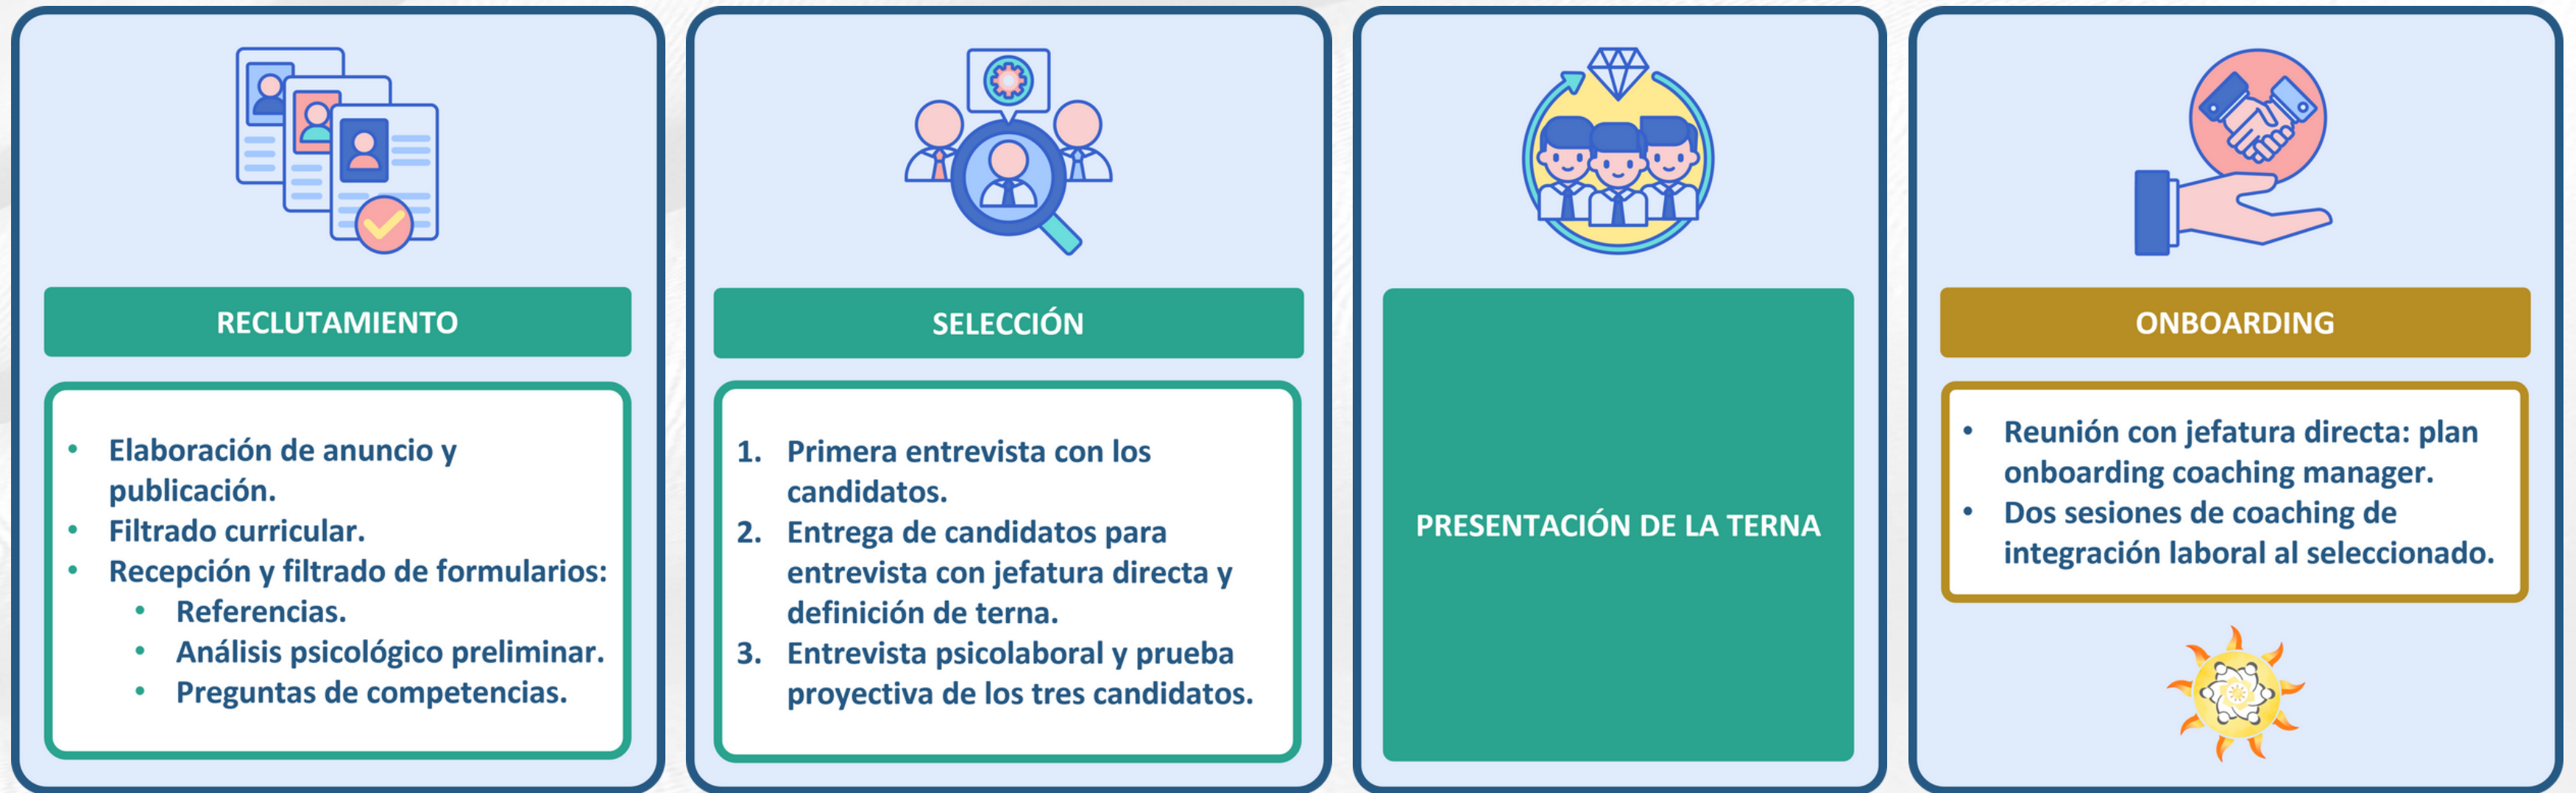 RECLUTAMIENTO
• Elaboración de anuncio y
publicación.
• Filtrado curricular.
• Recepción y filtrado de formularios:
• Referencias.
• Análisis psicológico preliminar.
• Preguntas de competencias.
SELECCIÓN
1. Primera entrevista con los
candidatos.
2. Entrega de candidatos para
entrevista con jefatura directa y
definición de terna.
3. Entrevista psicolaboral y prueba
proyectiva de los tres candidatos.
PRESENTACIÓN DE LA TERNA
ONBOARDING
• Reunión con jefatura directa: plan
onboarding coaching manager.
• Dos sesiones de coaching de
integración laboral al seleccionado.